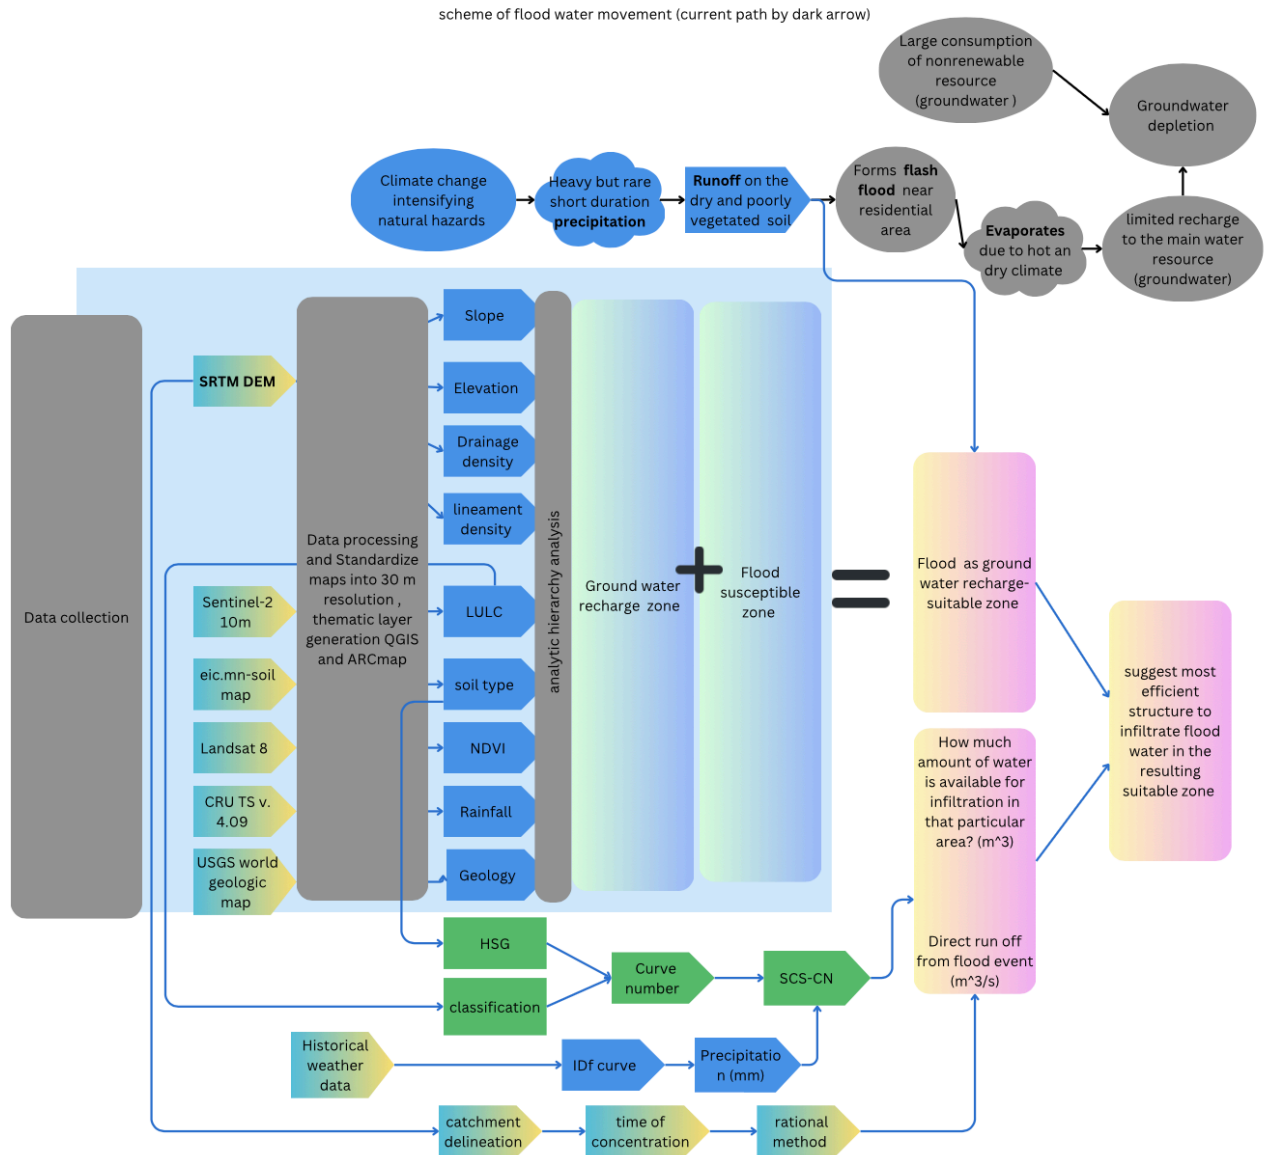 scheme of flood water movement (current path by dark arrow)
Large consumption
of nonrenewable
resource
(groundwater )
Groundwater
depletion
Climate change
intensifying
natural hazards
Heavy but rare
short duration
precipitation
Runoff on the
dry and poorly
vegetated soil
Forms flash
flood near
residential
area
Evaporates
due to hot an
dry climate
limited recharge
to the main water
resource
(groundwater)
Data collection
SRTM DEM
Sentinel-2
10m
eic.mn-soil
map
Landsat 8
CRU TS v.
4.09
USGS world
geologic
map
Data processing
and Standardize
maps into 30 m
resolution ,
thematic layer
generation QGIS
and ARCmap
Slope
Elevation
Drainage
density
lineament
density
LULC
soil type
NDVI
Rainfall
Geology
analytic hierarchy analysis
Ground water
recharge zone
+
Flood
susceptible
zone
=
Flood as ground
water recharge-
suitable zone
How much
amount of water
is available for
infiltration in
that particular
area? (m^3)
Direct run off
from flood event
(m^3/s)
suggest most
efficient
structure to
infiltrate flood
water in the
resulting
suitable zone
HSG
classification
Curve
number
SCS-CN
Historical
weather
data
IDf curve
Precipitatio
n (mm)
catchment
delineation
time of
concentration
rational
method